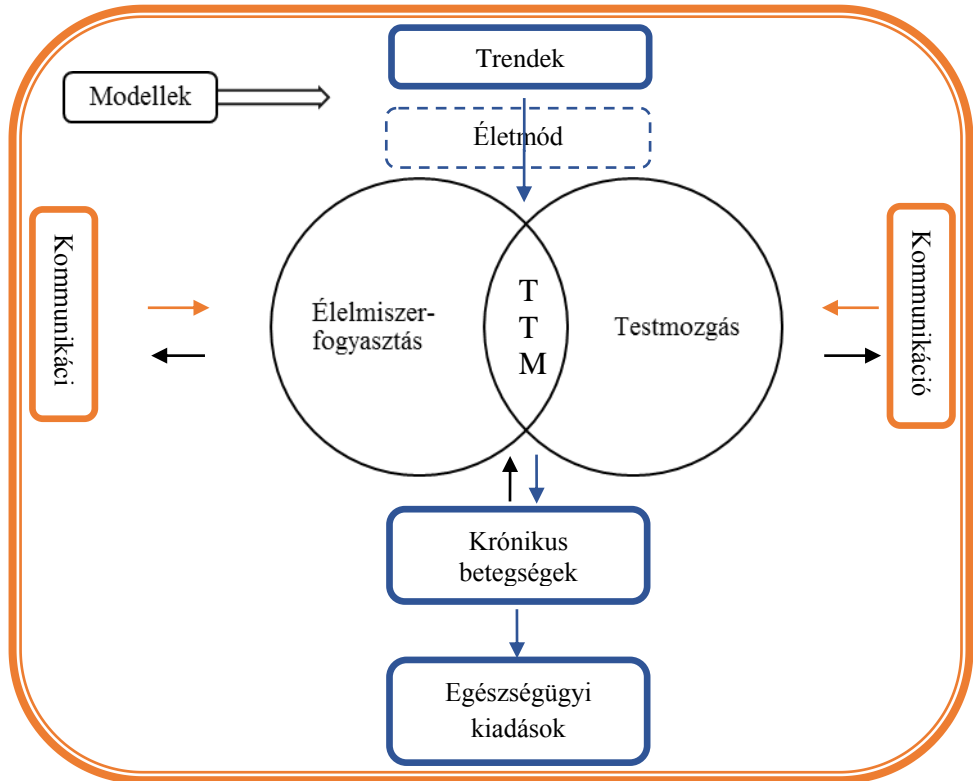 Trendek
Modellek
Életmód
Kommunikáci
Élelmiszer-
fogyasztás
T
T
M
Testmozgás
Kommunikáció
Krónikus
betegségek
Egészségügyi
kiadások